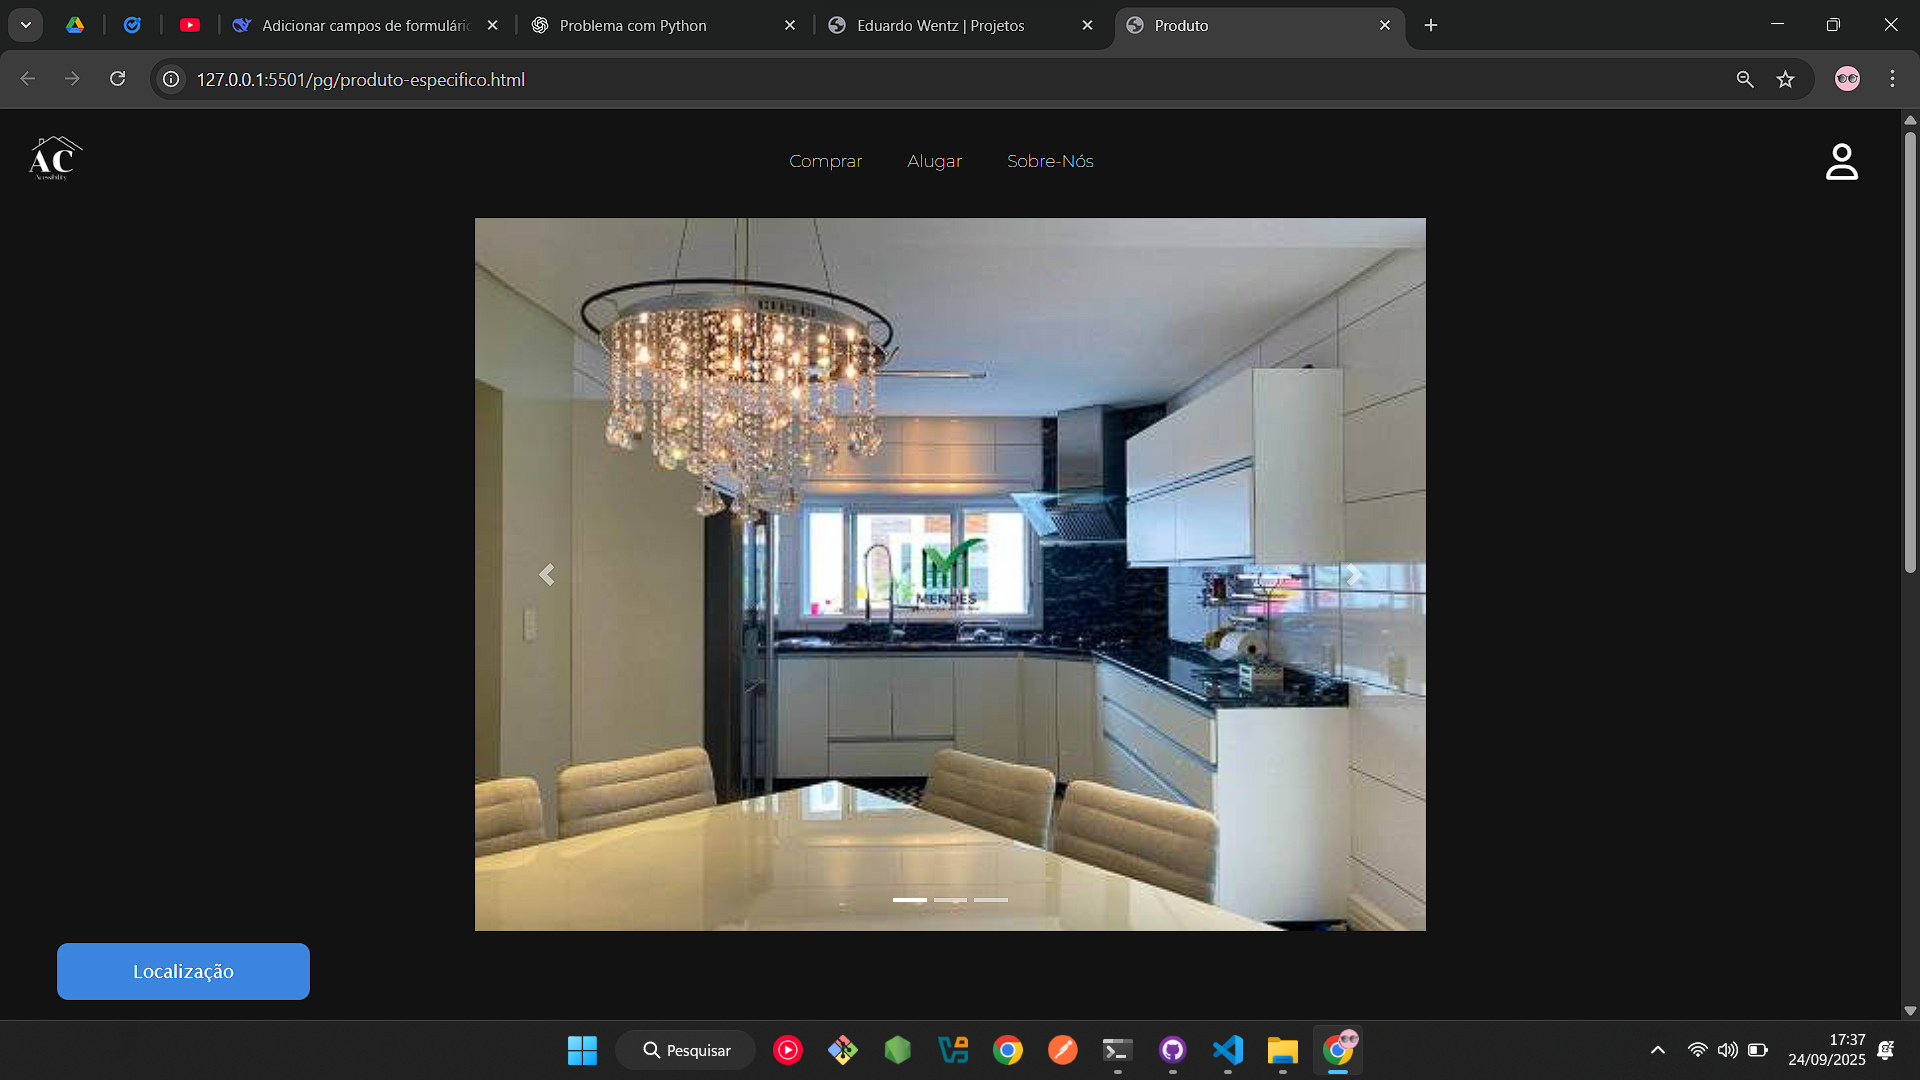 Adicionar campos de formulário
Problema com Python
Eduardo Wentz | Projetos
Produto
127.0.0.1:5501/pg/produto-especifico.html
AC
Acessibility
Comprar
Alugar
Sobre-Nós
MENDES
Localização
Pesquisar
17:37
24/09/2025